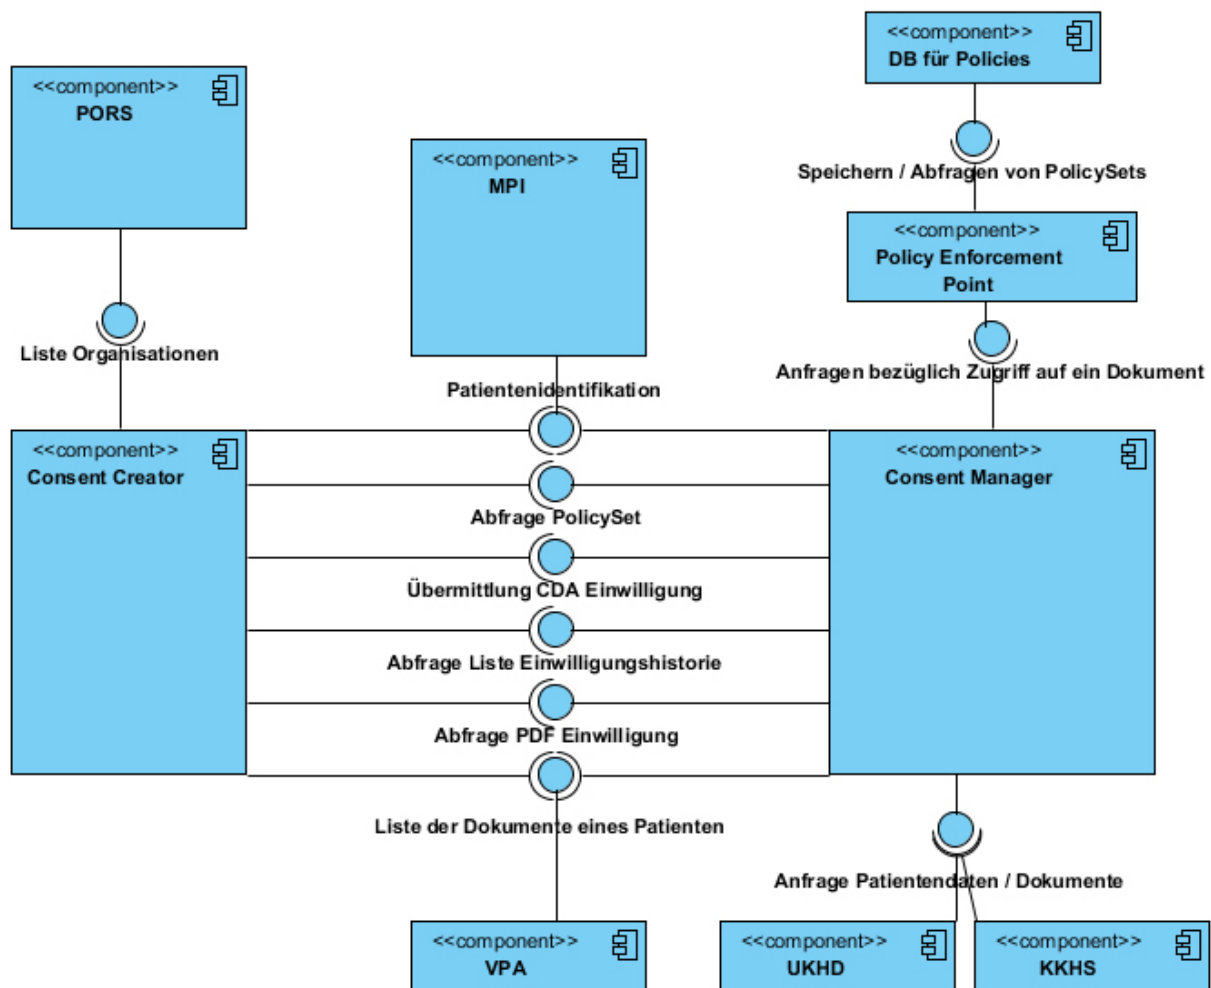 <<component>>
DB für Policies
<<component>>
PORS
<<component>>
MPI
Speichern / Abfragen von PolicySets
<<component>>
Policy Enforcement
Point
Liste Organisationen
Anfragen bezüglich Zugriff auf ein Dokument
Patientenidentifikation
<<component>>
Consent Creator
<<component>>
Consent Manager
Abfrage PolicySet
Übermittlung CDA Einwilligung
Abfrage Liste Einwilligungshistorie
Abfrage PDF Einwilligung
Liste der Dokumente eines Patienten
Anfrage Patientendaten / Dokumente
<<component>>
VPA
<<component>>
UKHD
<<component>>
KKHS